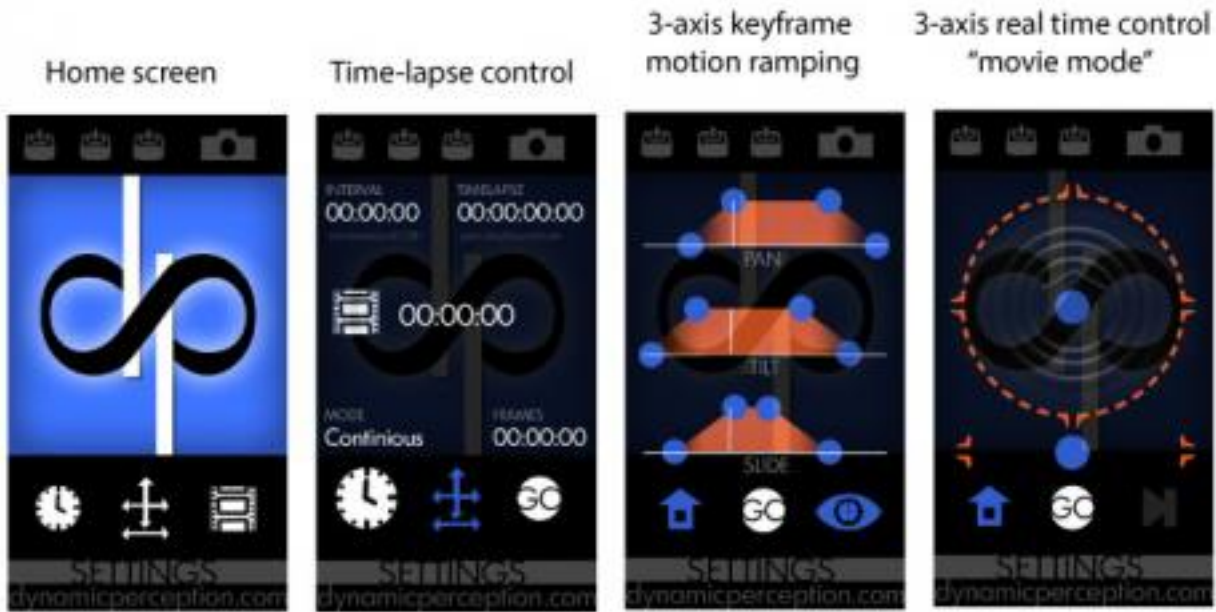 Home screen
Time-lapse control
3-axis keyframe
motion ramping
3-axis real time control
"movie mode"
INTERVAL
00:00:00
TIMELAPSE
00:00:00:00
00:00:00
MODE
Continious
FRAMES
00:00:00
GO
SETTINGS
dynamicperception.com
PAN
TILT
SLIDE
GO
SETTINGS
dynamicperception.com
GO
SETTINGS
dynamicperception.com
SETTINGS
dynamicperception.com